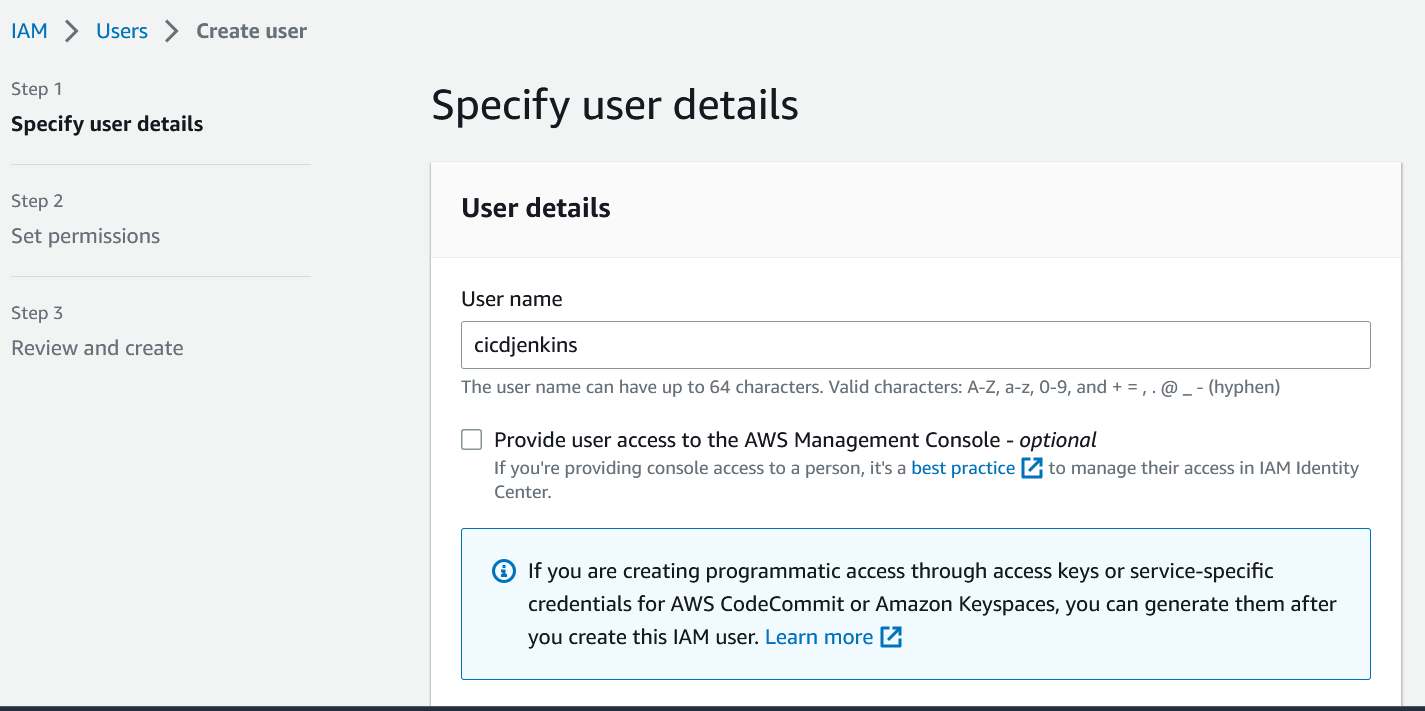 IAM > Users > Create user
Step 1
Specify user details
Step 2
Set permissions
Step 3
Review and create
Specify user details
User details
User name
cicdjenkins
The user name can have up to 64 characters. Valid characters: A-Z, a-z, 0-9, and + = , . @ _ - (hyphen)
Provide user access to the AWS Management Console - optional
If you're providing console access to a person, it's a best practice to manage their access in IAM Identity
Center.
If you are creating programmatic access through access keys or service-specific
credentials for AWS CodeCommit or Amazon Keyspaces, you can generate them after
you create this IAM user. Learn more